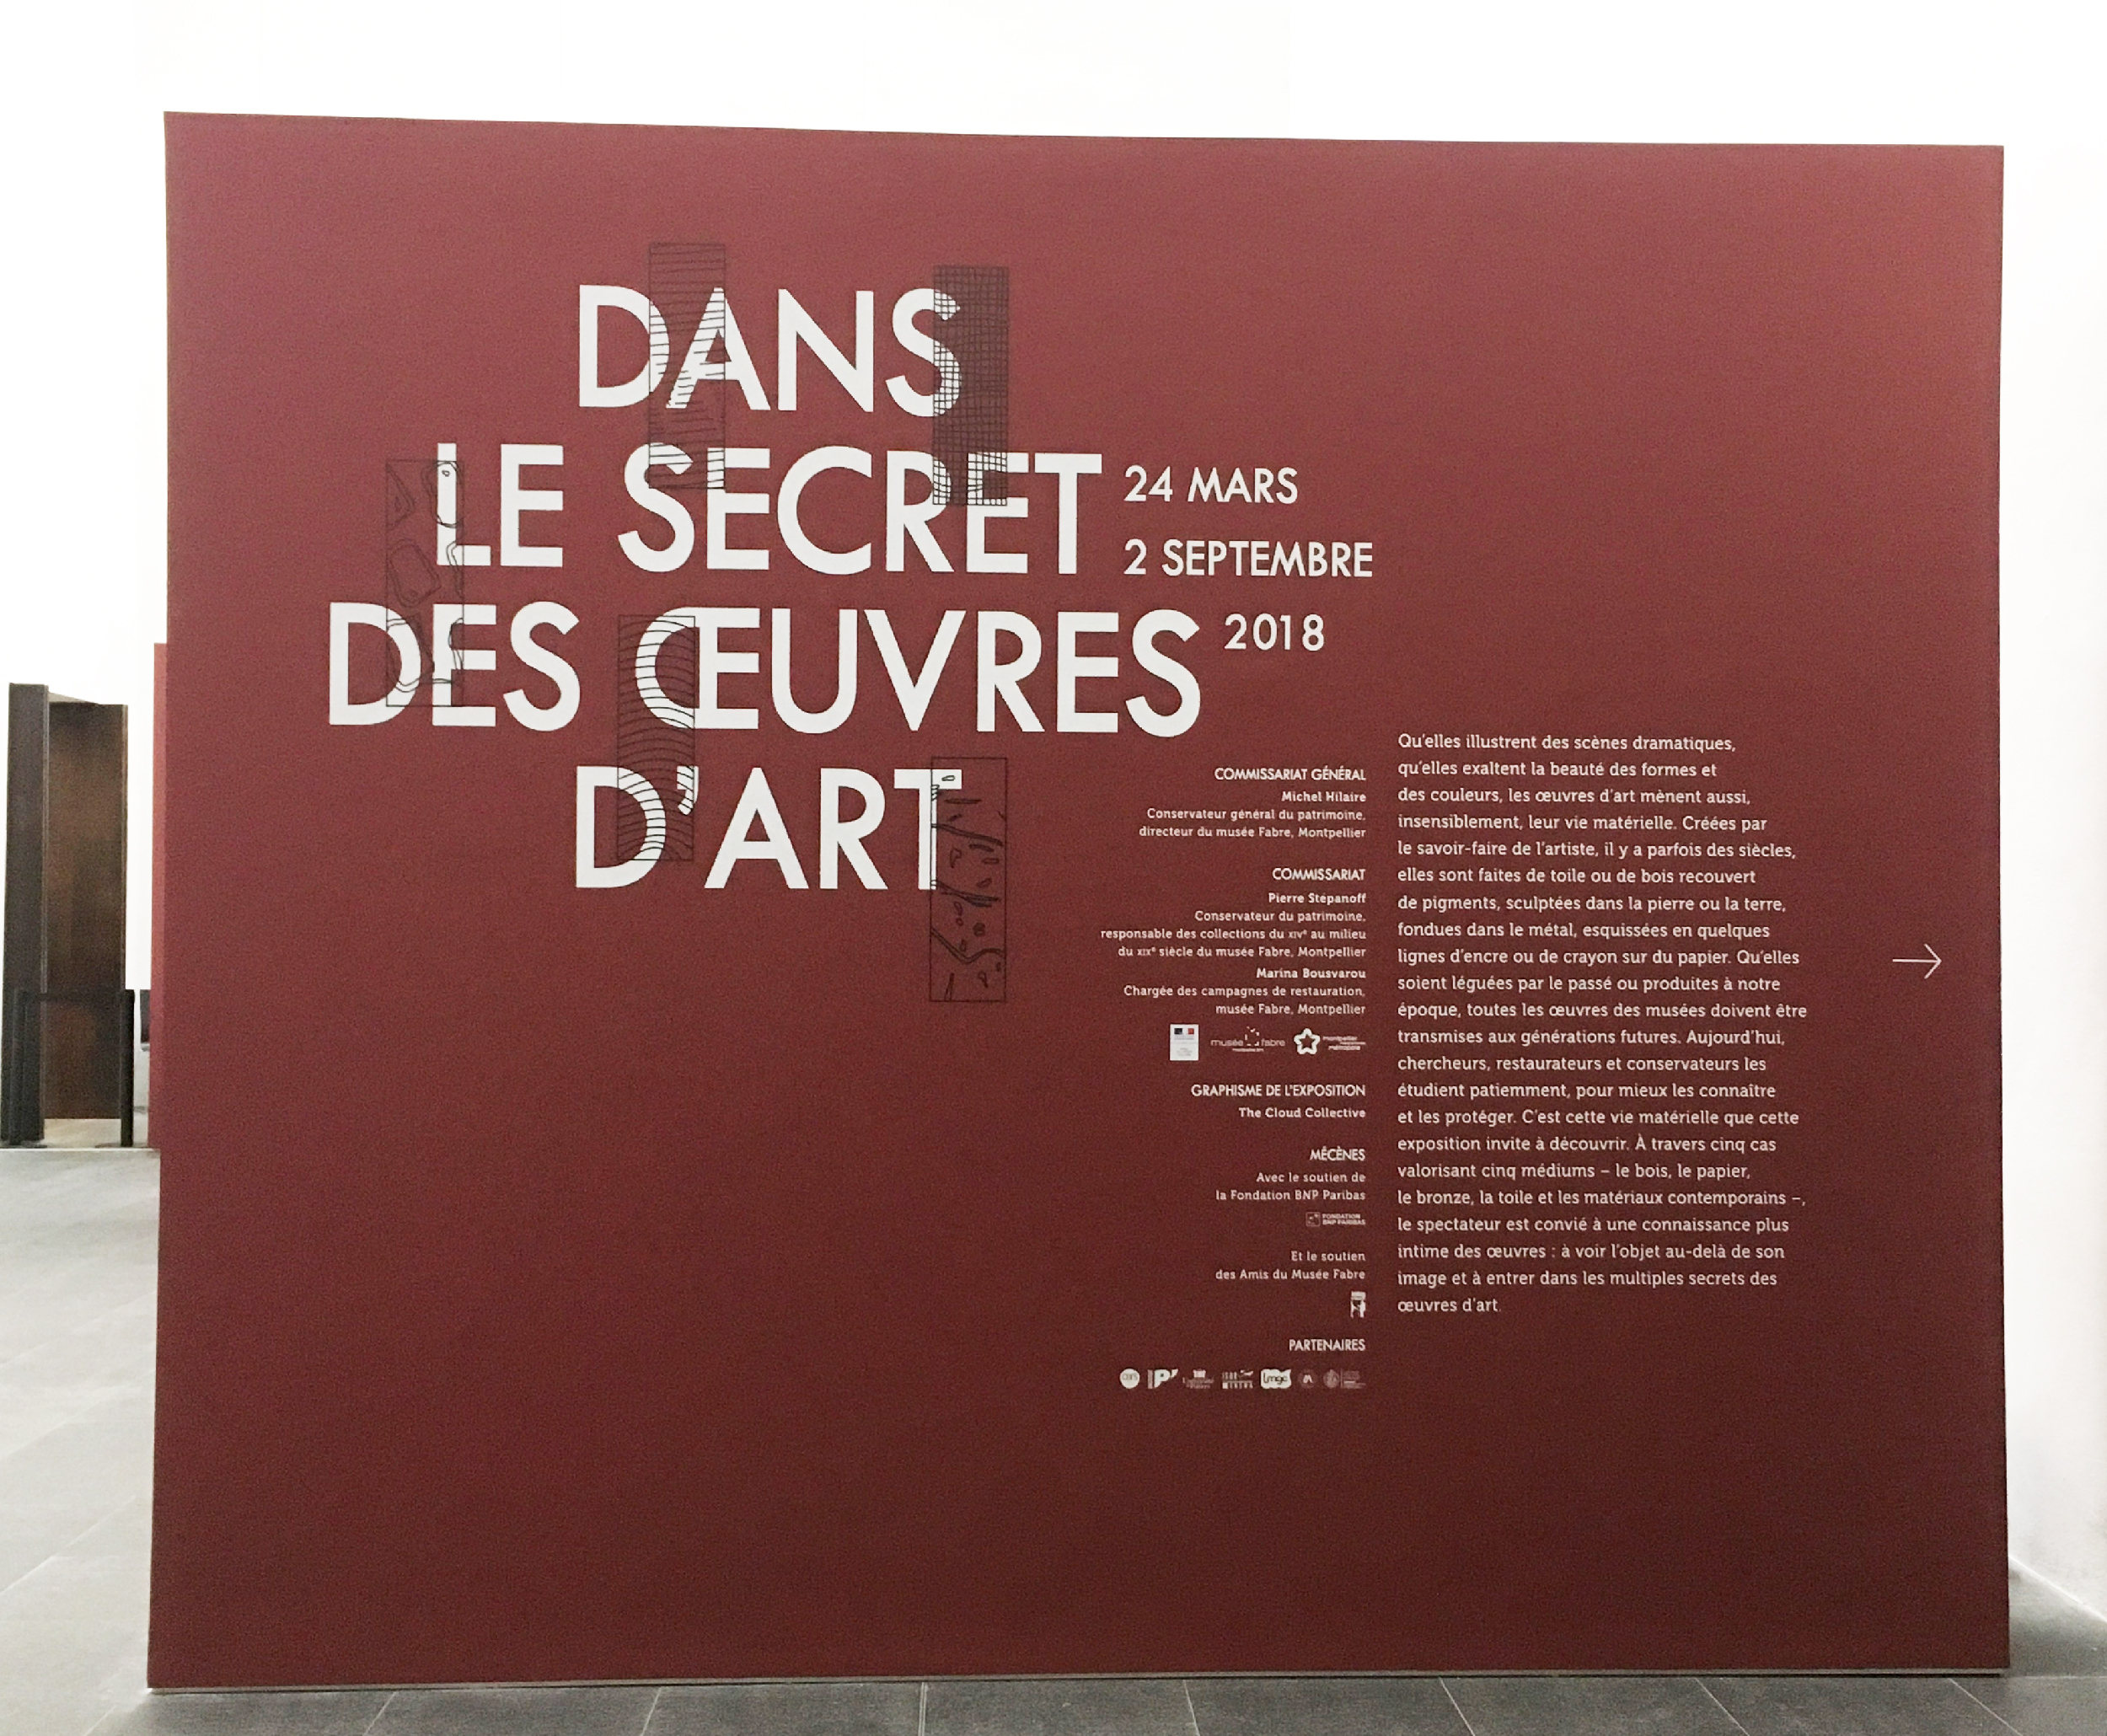 DANS
LE SECRET
DES ŒUVRES
D'ART
24 MARS
2 SEPTEMBRE
2018
COMMISSARIAT GÉNÉRAL
Michel Hilaire
Conservateur général du patrimoine,
directeur du musée Fabre, Montpellier
COMMISSARIAT
Pierre Stépanoff
Conservateur du patrimoine,
responsable des collections du XIVe au milieu
du XIXe siècle du musée Fabre, Montpellier
Marina Bousvarou
Chargée des campagnes de restauration,
musée Fabre, Montpellier
musée fabre
montpellier
métropole
GRAPHISME DE L'EXPOSITION
The Cloud Collective
MÉCÈNES
Avec le soutien de
la Fondation BNP Paribas
FONDATION
BNP PARIBAS
Et le soutien
des Amis du Musée Fabre
PARTENAIRES
cnrs
lmgc
Qu'elles illustrent des scènes dramatiques,
qu'elles exaltent la beauté des formes et
des couleurs, les œuvres d'art mènent aussi,
insensiblement, leur vie matérielle. Créées par
le savoir-faire de l'artiste, il y a parfois des siècles,
elles sont faites de toile ou de bois recouvert
de pigments, sculptées dans la pierre ou la terre,
fondues dans le métal, esquissées en quelques
lignes d'encre ou de crayon sur du papier. Qu'elles
soient léguées par le passé ou produites à notre
époque, toutes les œuvres des musées doivent être
transmises aux générations futures. Aujourd'hui,
chercheurs, restaurateurs et conservateurs les
étudient patiemment, pour mieux les connaître
et les protéger. C'est cette vie matérielle que cette
exposition invite à découvrir. À travers cinq cas
valorisant cinq médiums – le bois, le papier,
le bronze, la toile et les matériaux contemporains –,
le spectateur est convié à une connaissance plus
intime des œuvres : à voir l'objet au-delà de son
image et à entrer dans les multiples secrets des
œuvres d'art.